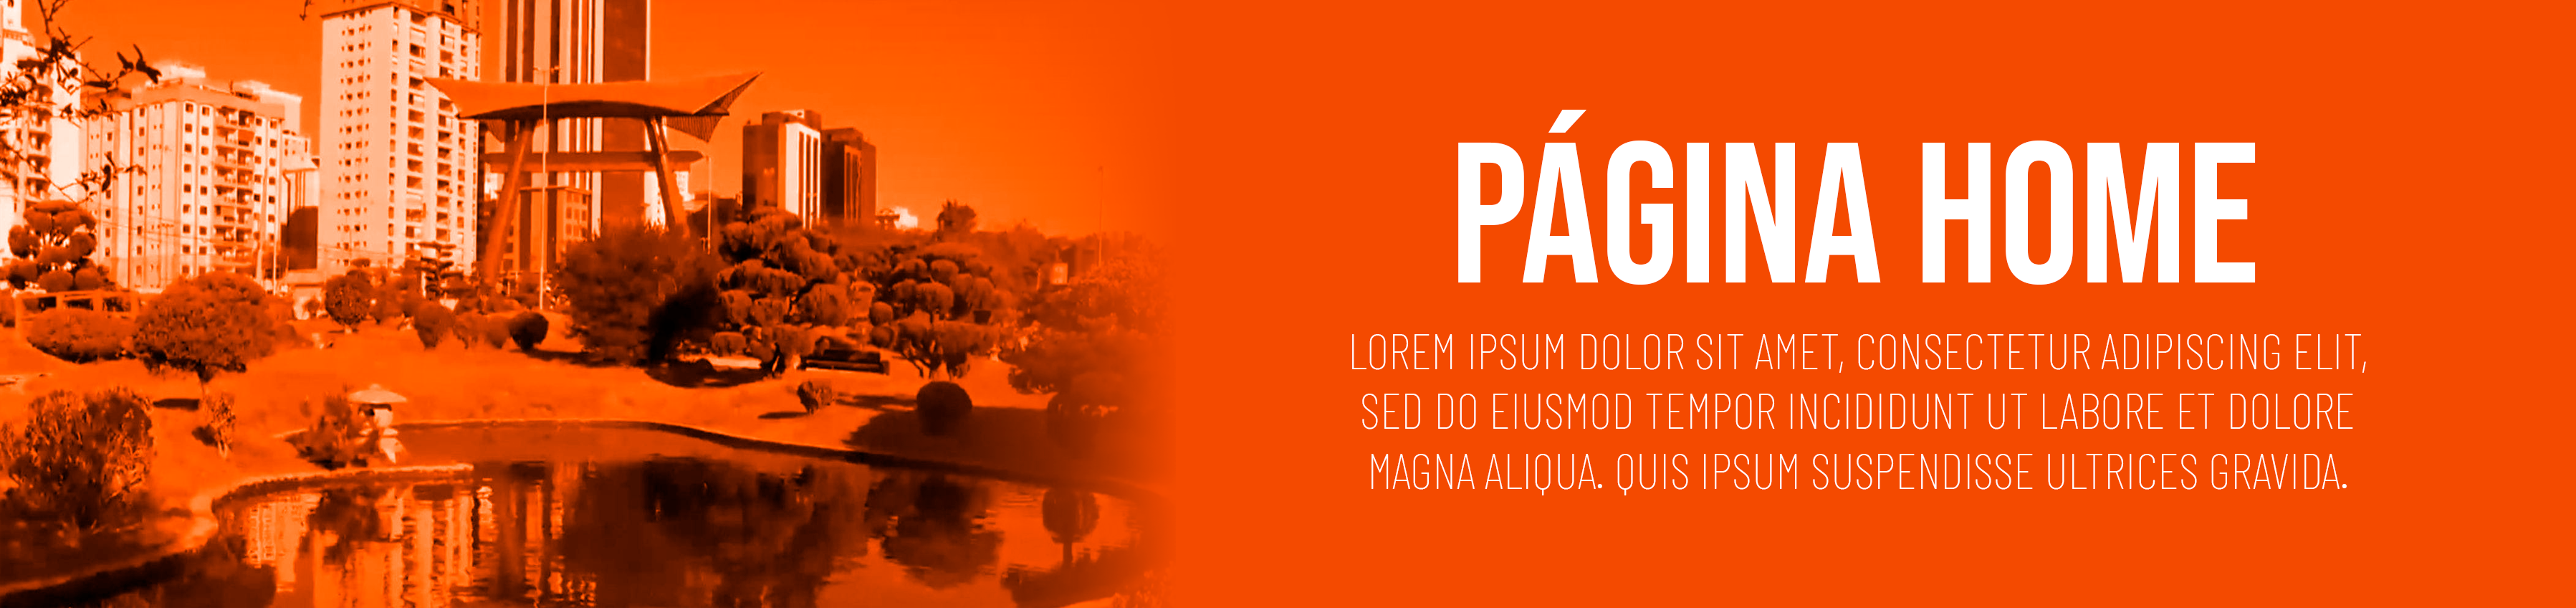 PÁGINA HOME
LOREM IPSUM DOLOR SIT AMET, CONSECTETUR ADIPISCING ELIT,
SED DO EIUSMOD TEMPOR INCIDIDUNT UT LABORE ET DOLORE
MAGNA ALIQUA. QUIS IPSUM SUSPENDISSE ULTRICES GRAVIDA.